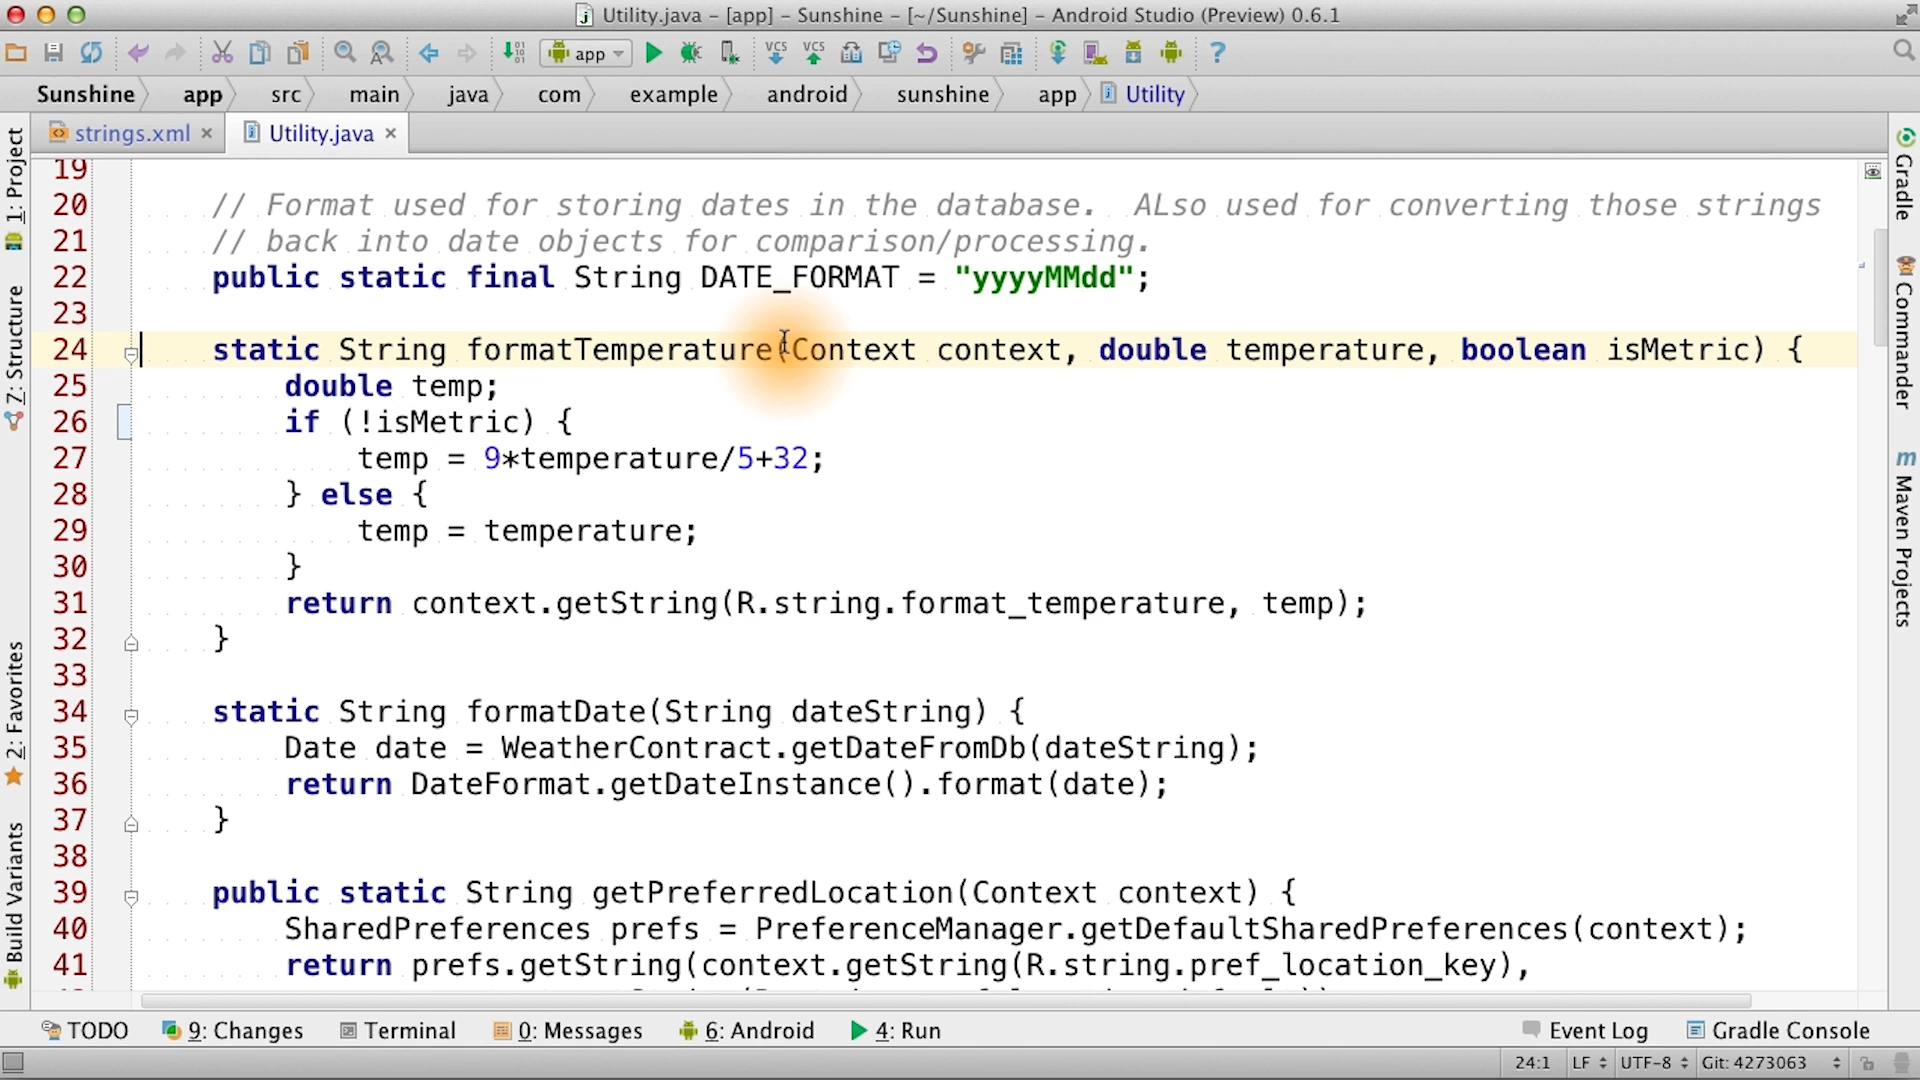 Utility.java – [app] – Sunshine – [~/Sunshine] – Android Studio (Preview) 0.6.1
app
Sunshine app src main java com example android sunshine app Utility
strings.xml Utility.java
1: Project
Z: Structure
2: Favorites
Build Variants
Gradle
Commander
Maven Projects
19
20 // Format used for storing dates in the database.  ALso used for converting those strings
21 // back into date objects for comparison/processing.
22 public static final String DATE_FORMAT = "yyyyMMdd";
23
24 static String formatTemperature(Context context, double temperature, boolean isMetric) {
25 double temp;
26 if (!isMetric) {
27 temp = 9*temperature/5+32;
28 } else {
29 temp = temperature;
30 }
31 return context.getString(R.string.format_temperature, temp);
32 }
33
34 static String formatDate(String dateString) {
35 Date date = WeatherContract.getDateFromDb(dateString);
36 return DateFormat.getDateInstance().format(date);
37 }
38
39 public static String getPreferredLocation(Context context) {
40 SharedPreferences prefs = PreferenceManager.getDefaultSharedPreferences(context);
41 return prefs.getString(context.getString(R.string.pref_location_key),
TODO 9: Changes Terminal 0: Messages 6: Android 4: Run Event Log Gradle Console
24:1 LF UTF-8 Git: 4273063